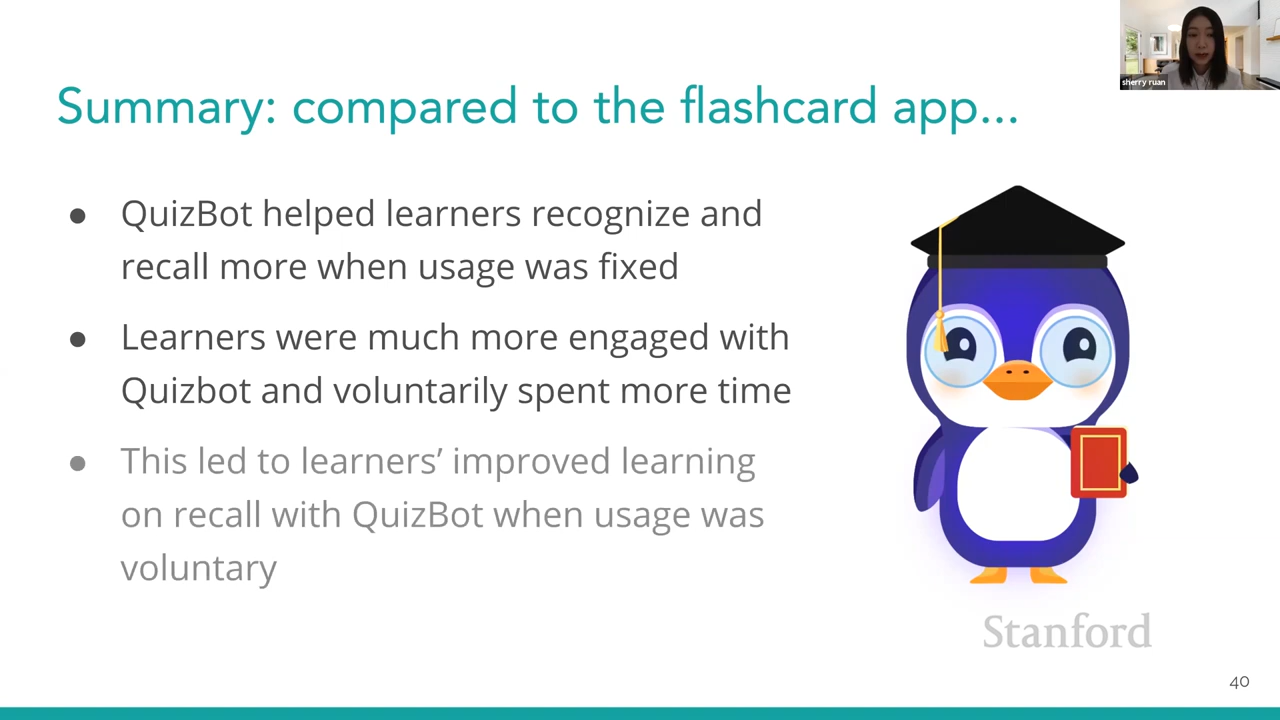 sherry ruan
Summary: compared to the flashcard app...
● QuizBot helped learners recognize and
recall more when usage was fixed
● Learners were much more engaged with
Quizbot and voluntarily spent more time
● This led to learners’ improved learning
on recall with QuizBot when usage was
voluntary
Stanford
40